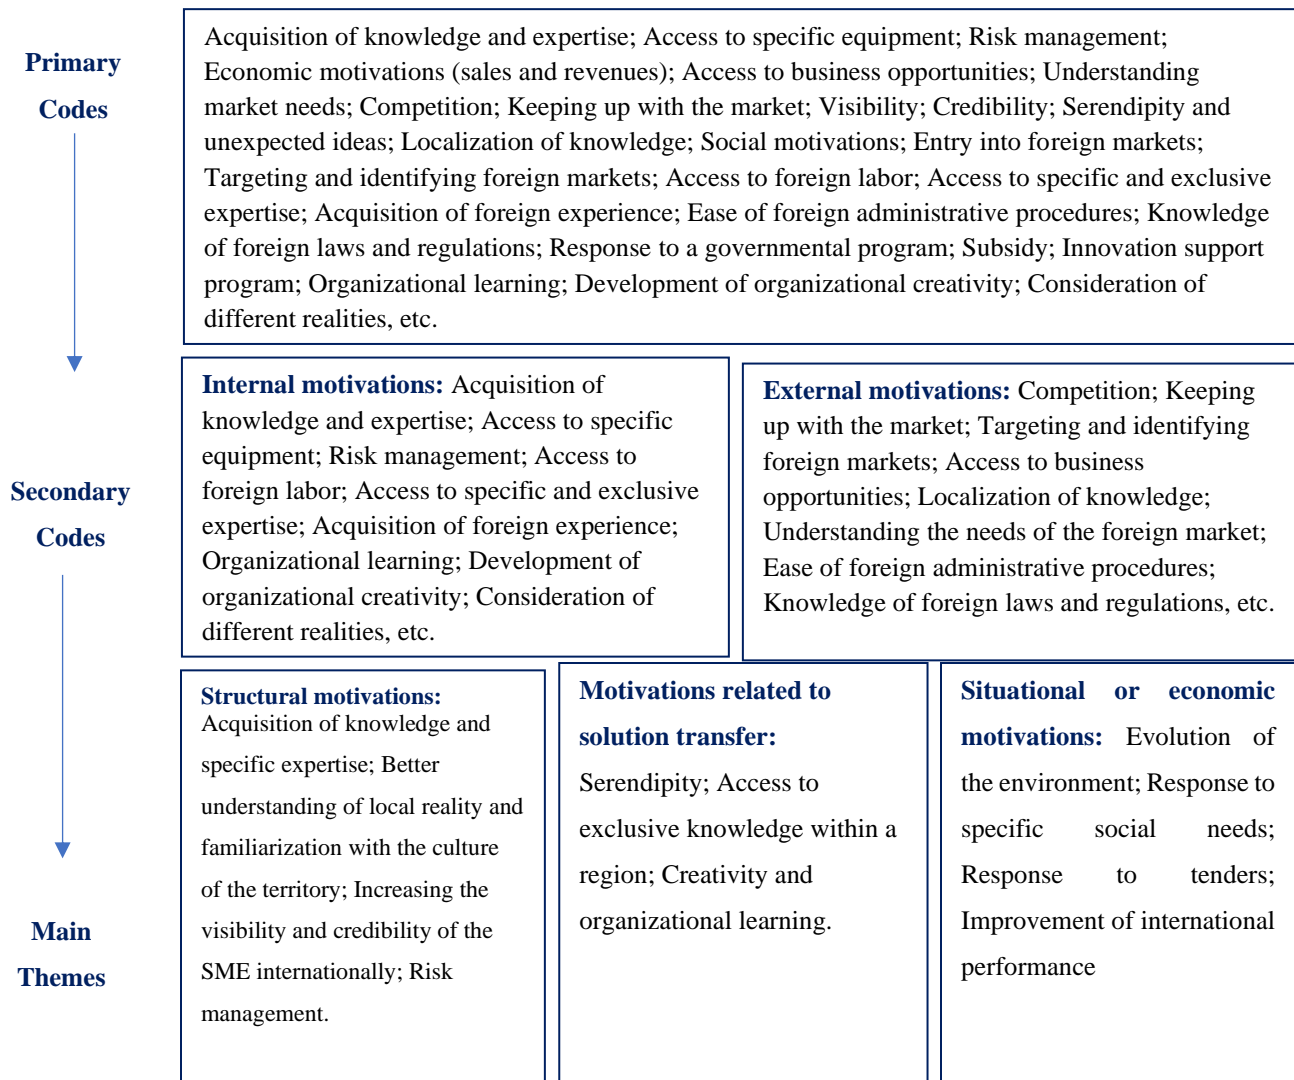 Primary
Codes
Acquisition of knowledge and expertise; Access to specific equipment; Risk management;
Economic motivations (sales and revenues); Access to business opportunities; Understanding
market needs; Competition; Keeping up with the market; Visibility; Credibility; Serendipity and
unexpected ideas; Localization of knowledge; Social motivations; Entry into foreign markets;
Targeting and identifying foreign markets; Access to foreign labor; Access to specific and exclusive
expertise; Acquisition of foreign experience; Ease of foreign administrative procedures; Knowledge
of foreign laws and regulations; Response to a governmental program; Subsidy; Innovation support
program; Organizational learning; Development of organizational creativity; Consideration of
different realities, etc.
Secondary
Codes
Internal motivations: Acquisition of
knowledge and expertise; Access to specific
equipment; Risk management; Access to
foreign labor; Access to specific and exclusive
expertise; Acquisition of foreign experience;
Organizational learning; Development of
organizational creativity; Consideration of
different realities, etc.
External motivations: Competition; Keeping
up with the market; Targeting and identifying
foreign markets; Access to business
opportunities; Localization of knowledge;
Understanding the needs of the foreign market;
Ease of foreign administrative procedures;
Knowledge of foreign laws and regulations, etc.
Main
Themes
Structural motivations:
Acquisition of knowledge and
specific expertise; Better
understanding of local reality and
familiarization with the culture
of the territory; Increasing the
visibility and credibility of the
SME internationally; Risk
management.
Motivations related to
solution transfer:
Serendipity; Access to
exclusive knowledge within a
region; Creativity and
organizational learning.
Situational or economic
motivations: Evolution of
the environment; Response to
specific social needs;
Response to tenders;
Improvement of international
performance